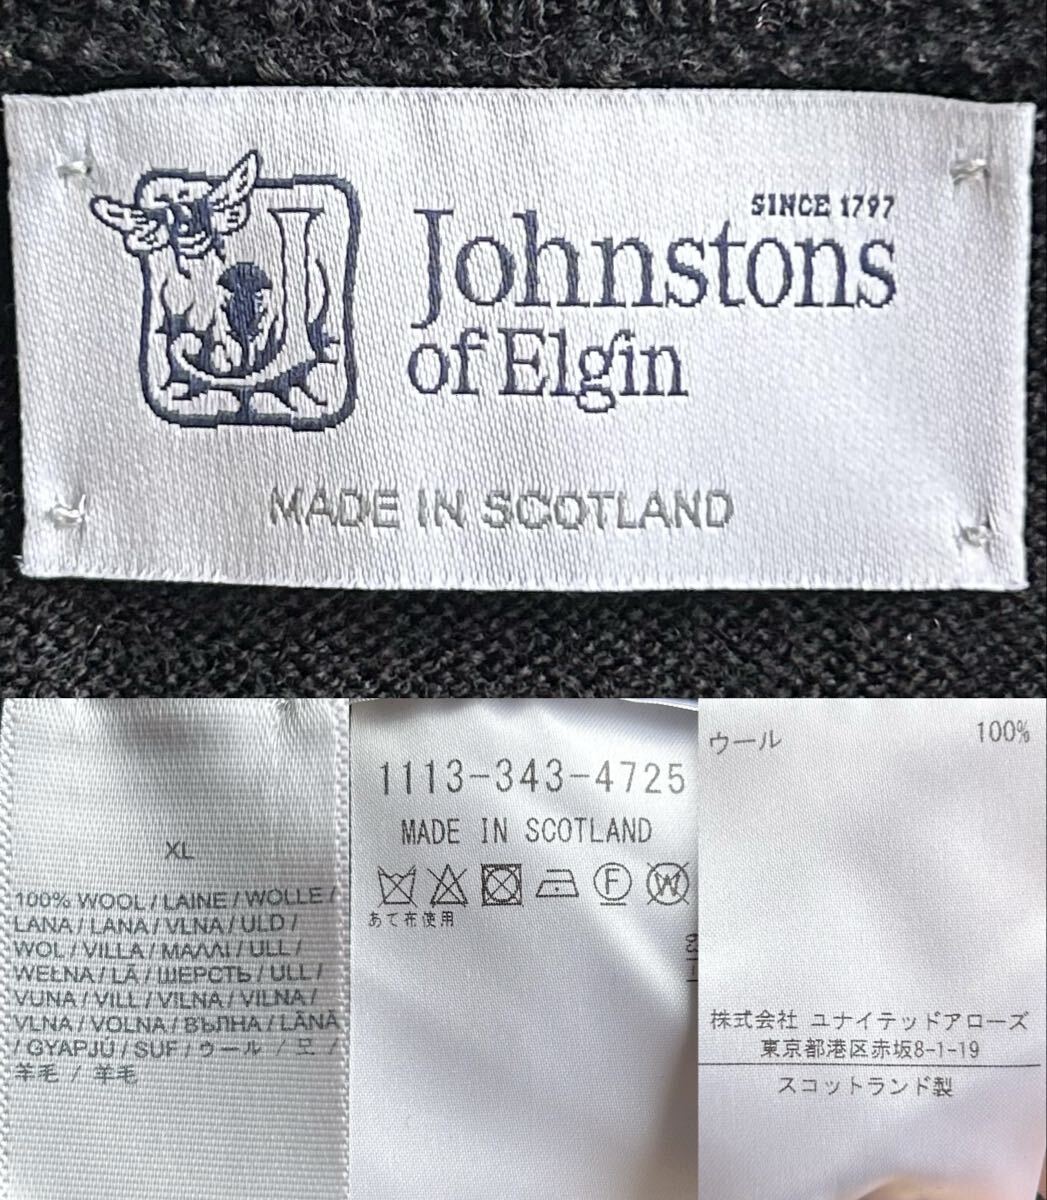 SINCE 1797
Johnstons
of Elgin
MADE IN SCOTLAND
XL
100% WOOL / LAINE / WOLLE /
LANA / LANA / VLNA / ULD /
WOL / VILLA / ΜΑΛΛΙ / ULL /
WEŁNA / LÃ / ШЕРСТЬ / ULL /
VUNA / VILL / VILNA / VILNA /
VLNA / VOLNA / ВЪЛНА / LÂNĂ
/ GYAPJÚ / SUF / ウール / 모 /
羊毛 / 羊毛
1113-343-4725
MADE IN SCOTLAND
F W
あて布使用
ウール 100%
株式会社 ユナイテッドアローズ
東京都港区赤坂8-1-19
スコットランド製